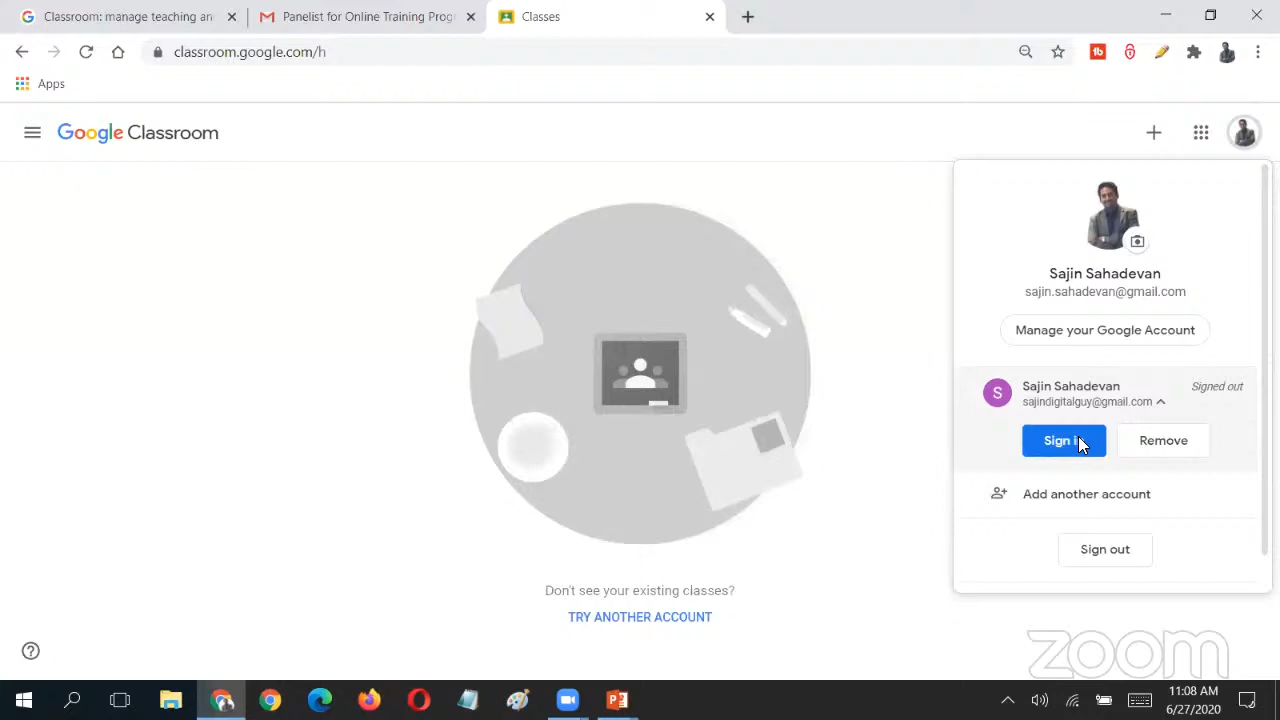 Classroom: manage teaching an
Panelist for Online Training Prog
Classes
classroom.google.com/h
Apps
Google Classroom
Sajin Sahadevan
sajin.sahadevan@gmail.com
Manage your Google Account
S
Sajin Sahadevan
Signed out
sajindigitalguy@gmail.com
Sign i
Remove
Add another account
Sign out
Don't see your existing classes?
TRY ANOTHER ACCOUNT
zoom
11:08 AM
6/27/2020